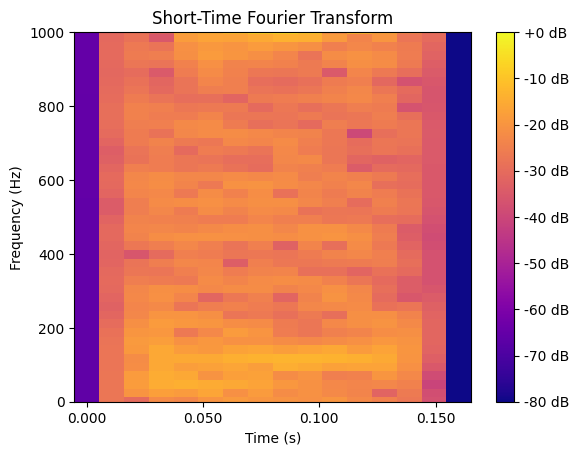 Short-Time Fourier Transform
1000
800
600
400
200
0
Frequency (Hz)
0.000
0.050
0.100
0.150
Time (s)
+0 dB
-10 dB
-20 dB
-30 dB
-40 dB
-50 dB
-60 dB
-70 dB
-80 dB